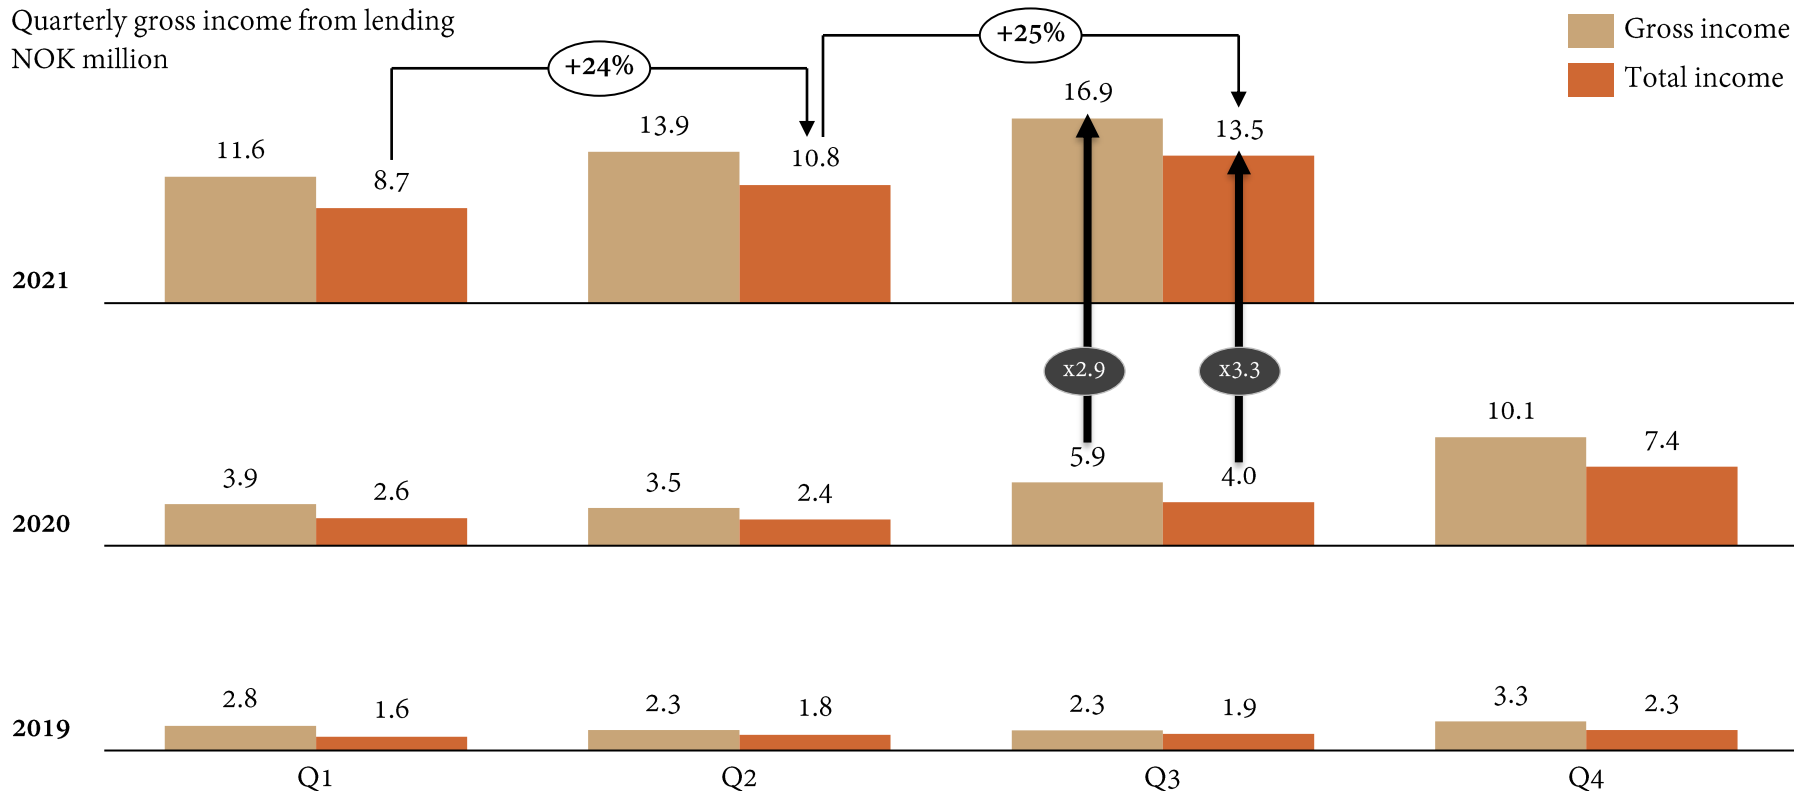 Quarterly gross income from lending
NOK million
Gross income
Total income
+24%
+25%
11.6
8.7
13.9
10.8
16.9
13.5
2021
x2.9
x3.3
3.9
2.6
3.5
2.4
5.9
4.0
10.1
7.4
2020
2.8
1.6
2.3
1.8
2.3
1.9
3.3
2.3
2019
Q1
Q2
Q3
Q4